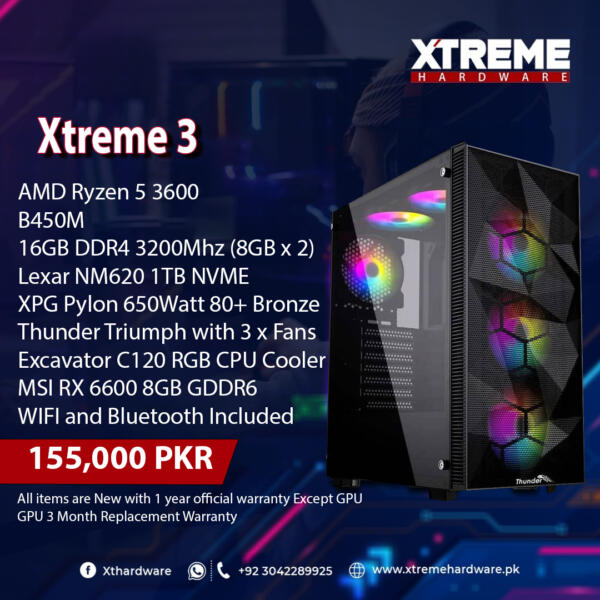 XTREME
HARDWARE
Xtreme 3
AMD Ryzen 5 3600
B450M
16GB DDR4 3200Mhz (8GB x 2)
Lexar NM620 1TB NVME
XPG Pylon 650Watt 80+ Bronze
Thunder Triumph with 3 x Fans
Excavator C120 RGB CPU Cooler
MSI RX 6600 8GB GDDR6
WIFI and Bluetooth Included
155,000 PKR
Thunder
All items are New with 1 year official warranty Except GPU
GPU 3 Month Replacement Warranty
Xthardware +92 3042289925 www.xtremehardware.pk